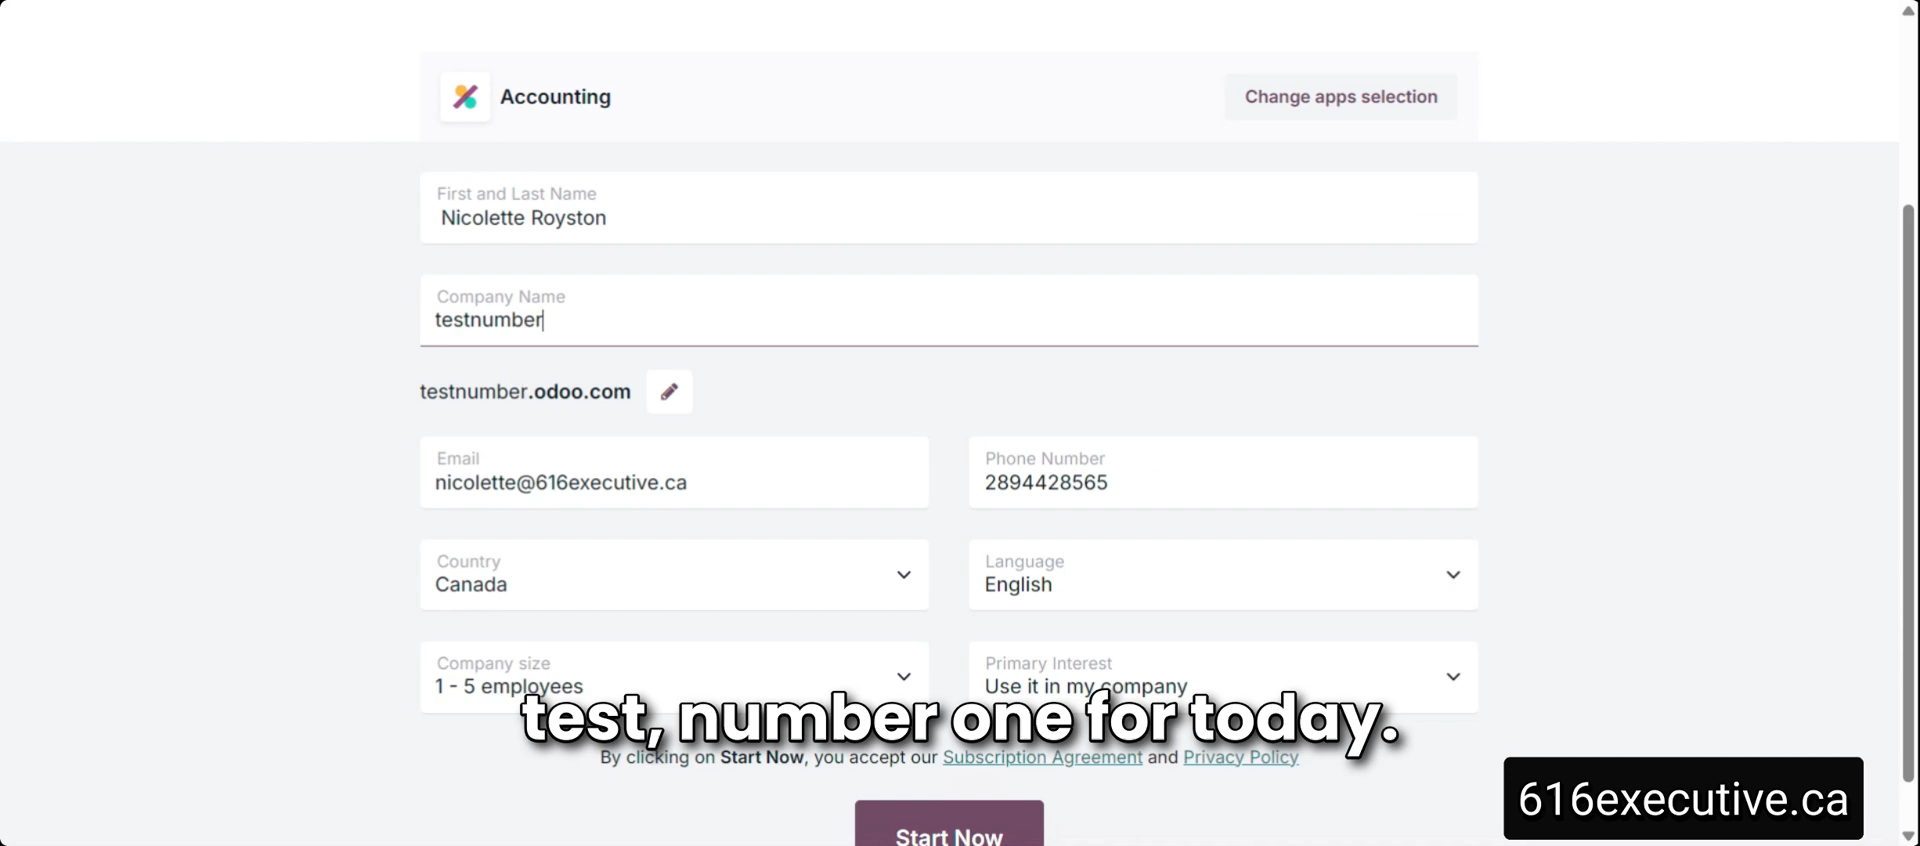 Accounting
Change apps selection
First and Last Name
Nicolette Royston
Company Name
testnumber
testnumber.odoo.com
Email
nicolette@616executive.ca
Phone Number
2894428565
Country
Canada
Language
English
Company size
1 - 5 employees
Primary Interest
Use it in my company
test, number one for today.
By clicking on Start Now, you accept our Subscription Agreement and Privacy Policy
616executive.ca
Start Now